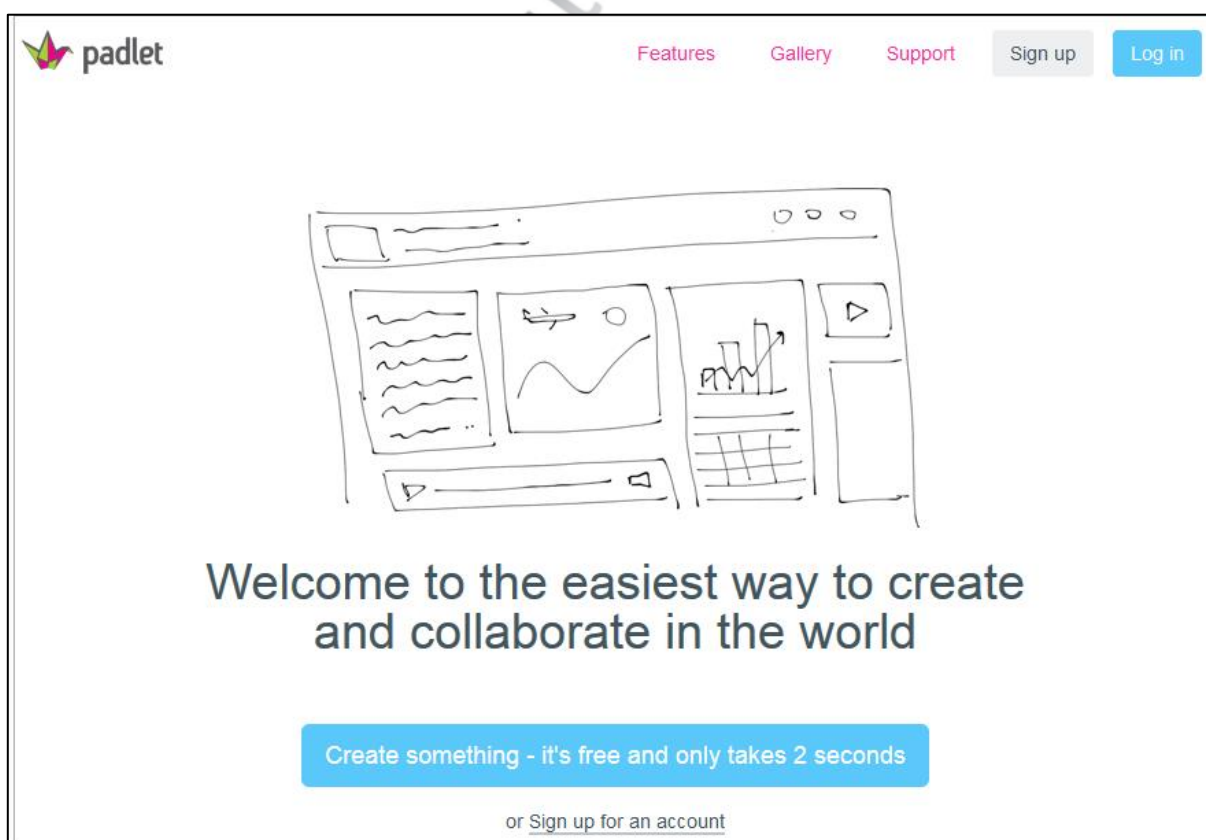 padlet
Features Gallery Support Sign up Log in
Welcome to the easiest way to create
and collaborate in the world
Create something - it's free and only takes 2 seconds
or Sign up for an account